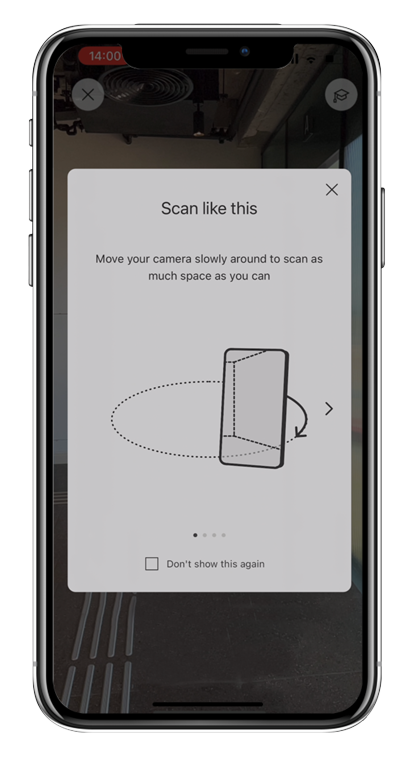 14:00
Scan like this
Move your camera slowly around to scan as
much space as you can
Don't show this again